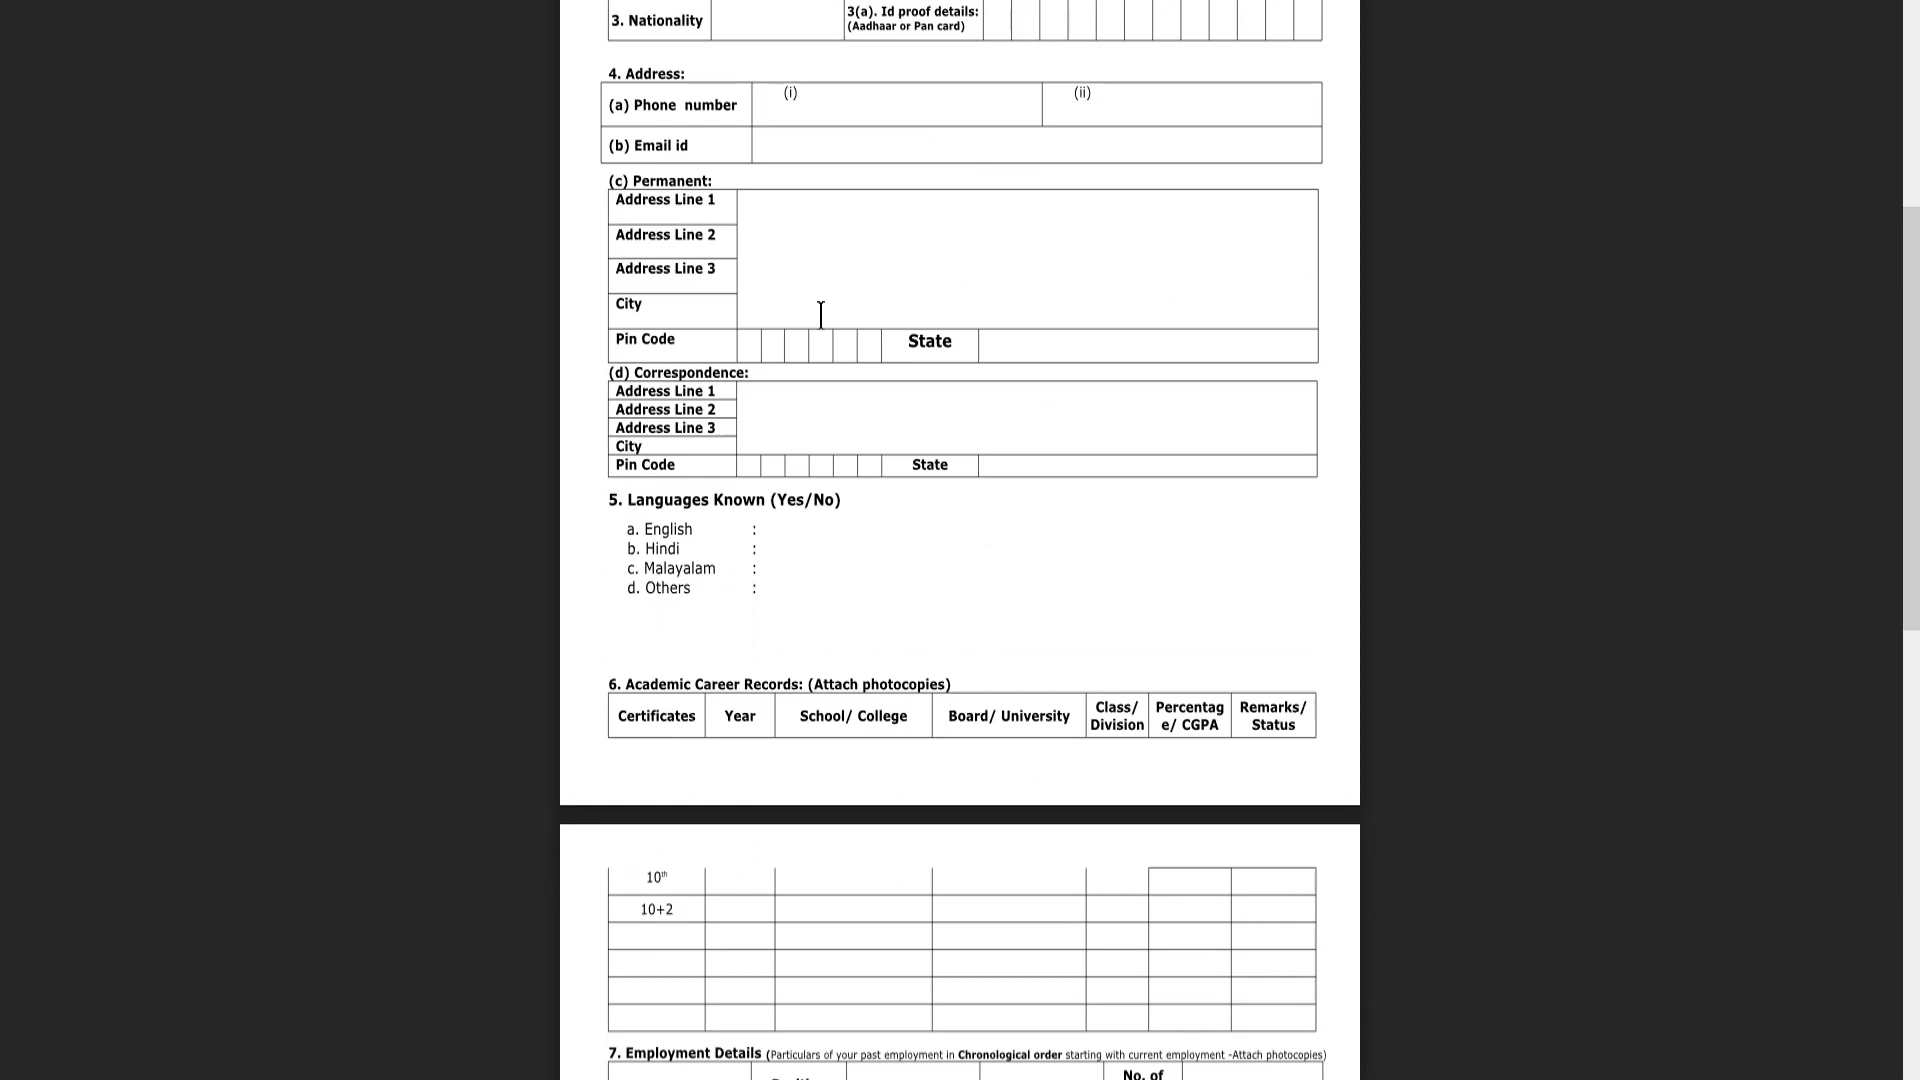 3. Nationality
3(a). Id proof details:
(Aadhaar or Pan card)
4. Address:
(a) Phone number
(i)
(ii)
(b) Email id
(c) Permanent:
Address Line 1
Address Line 2
Address Line 3
City
Pin Code
State
(d) Correspondence:
Address Line 1
Address Line 2
Address Line 3
City
Pin Code
State
5. Languages Known (Yes/No)
a. English :
b. Hindi :
c. Malayalam :
d. Others :
6. Academic Career Records: (Attach photocopies)
Certificates
Year
School/ College
Board/ University
Class/
Division
Percentag
e/ CGPA
Remarks/
Status
10th
10+2
7. Employment Details (Particulars of your past employment in Chronological order starting with current employment -Attach photocopies)
No. of